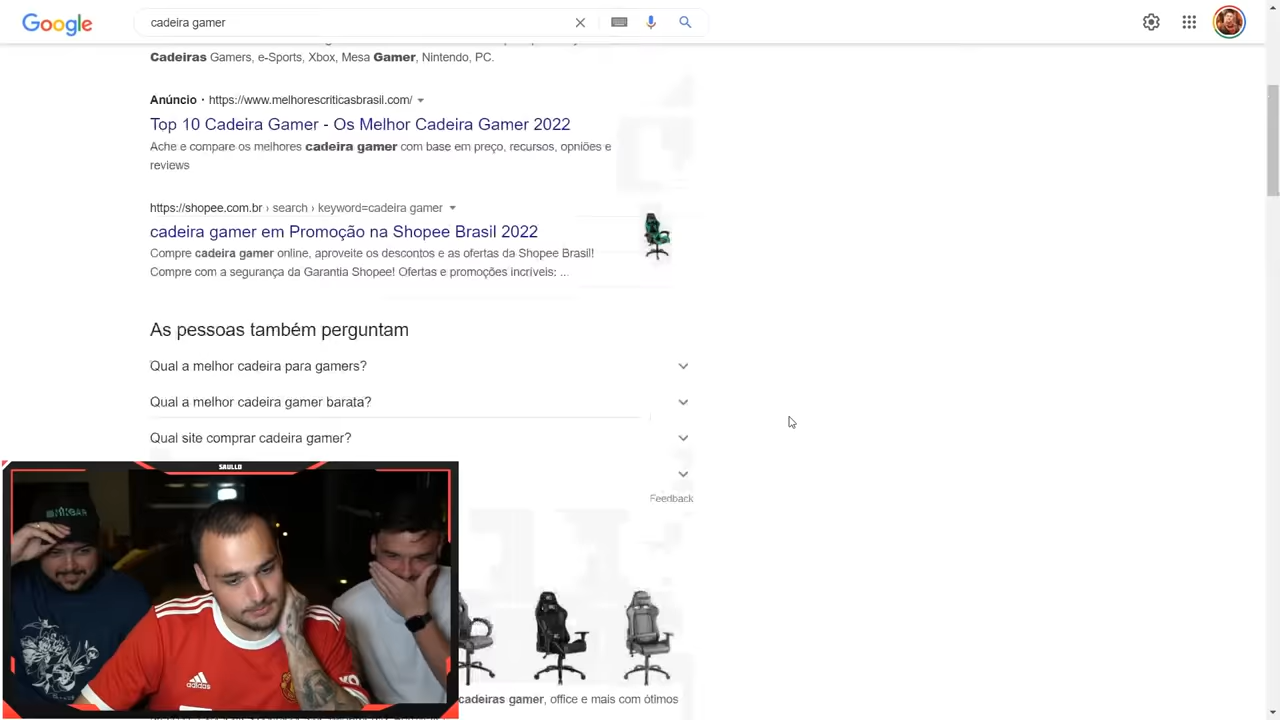 Google
cadeira gamer
Cadeiras Gamers, e-Sports, Xbox, Mesa Gamer, Nintendo, PC.
Anúncio · https://www.melhorescriticasbrasil.com/
Top 10 Cadeira Gamer - Os Melhor Cadeira Gamer 2022
Ache e compare os melhores cadeira gamer com base em preço, recursos, opniões e
reviews
https://shopee.com.br › search › keyword=cadeira gamer
cadeira gamer em Promoção na Shopee Brasil 2022
Compre cadeira gamer online, aproveite os descontos e as ofertas da Shopee Brasil!
Compre com a segurança da Garantia Shopee! Ofertas e promoções incríveis: ...
As pessoas também perguntam
Qual a melhor cadeira para gamers?
Qual a melhor cadeira gamer barata?
Qual site comprar cadeira gamer?
Feedback
SAULLO
adidas
cadeiras gamer, office e mais com ótimos